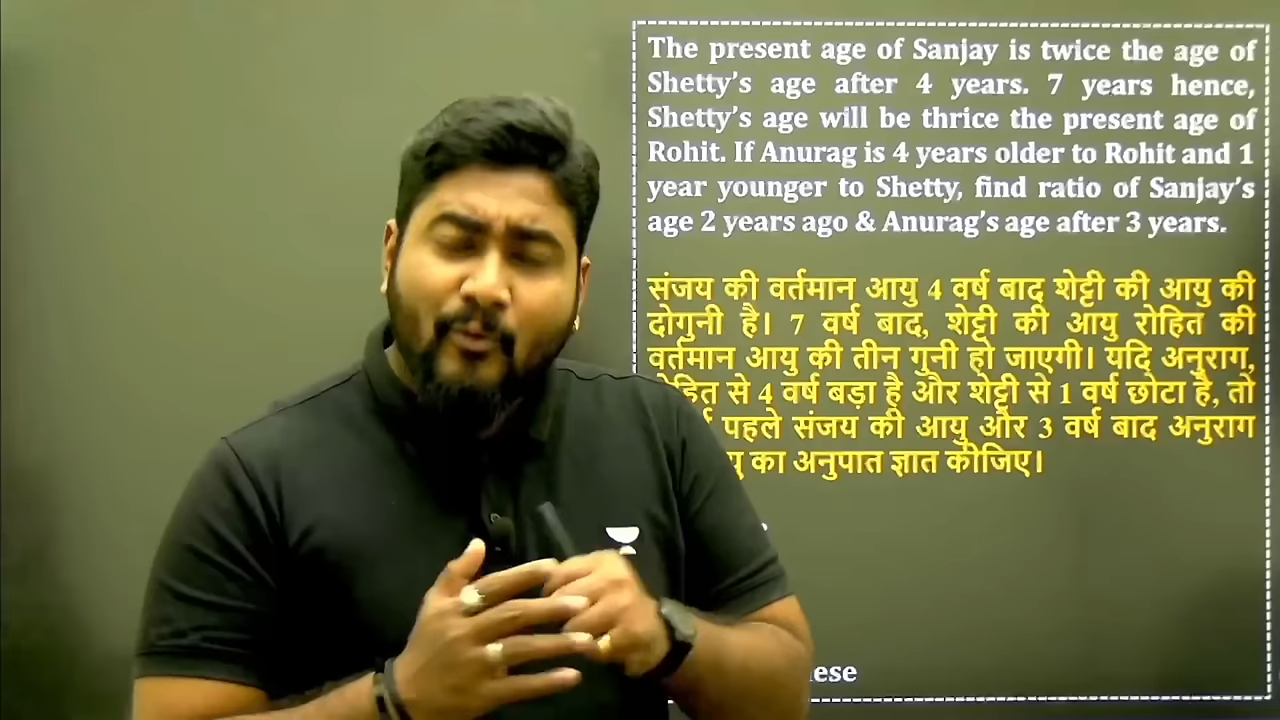 The present age of Sanjay is twice the age of
Shetty’s age after 4 years. 7 years hence,
Shetty’s age will be thrice the present age of
Rohit. If Anurag is 4 years older to Rohit and 1
year younger to Shetty, find ratio of Sanjay’s
age 2 years ago & Anurag’s age after 3 years.
संजय की वर्तमान आयु 4 वर्ष बाद शेट्टी की आयु की
दोगुनी है। 7 वर्ष बाद, शेट्टी की आयु रोहित की
वर्तमान आयु की तीन गुनी हो जाएगी। यदि अनुराग,
से 4 वर्ष बड़ा है और शेट्टी से 1 वर्ष छोटा है, तो
पहले संजय की आयु और 3 वर्ष बाद अनुराग
का अनुपात ज्ञात कीजिए।